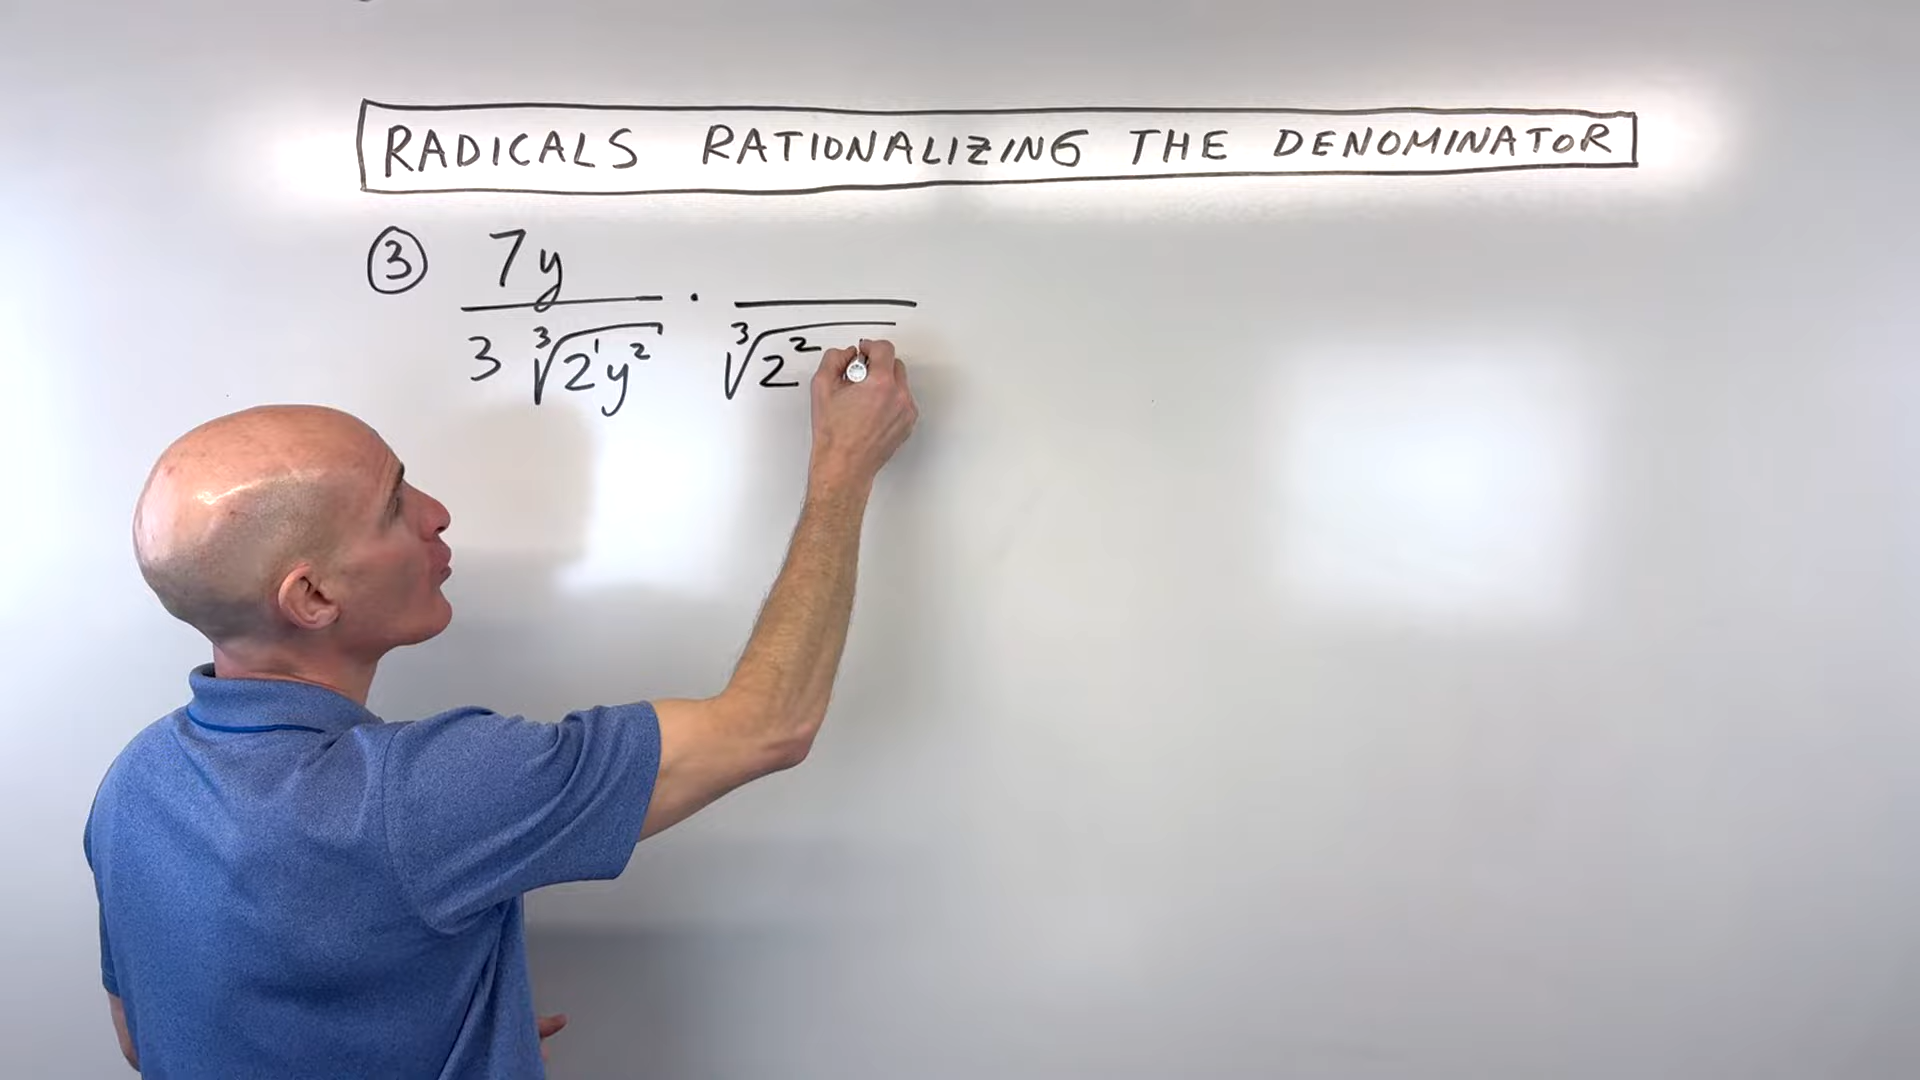 RADICALS RATIONALIZING THE DENOMINATOR
③ 7y
3 ∛(2¹y²) · ∛(2²